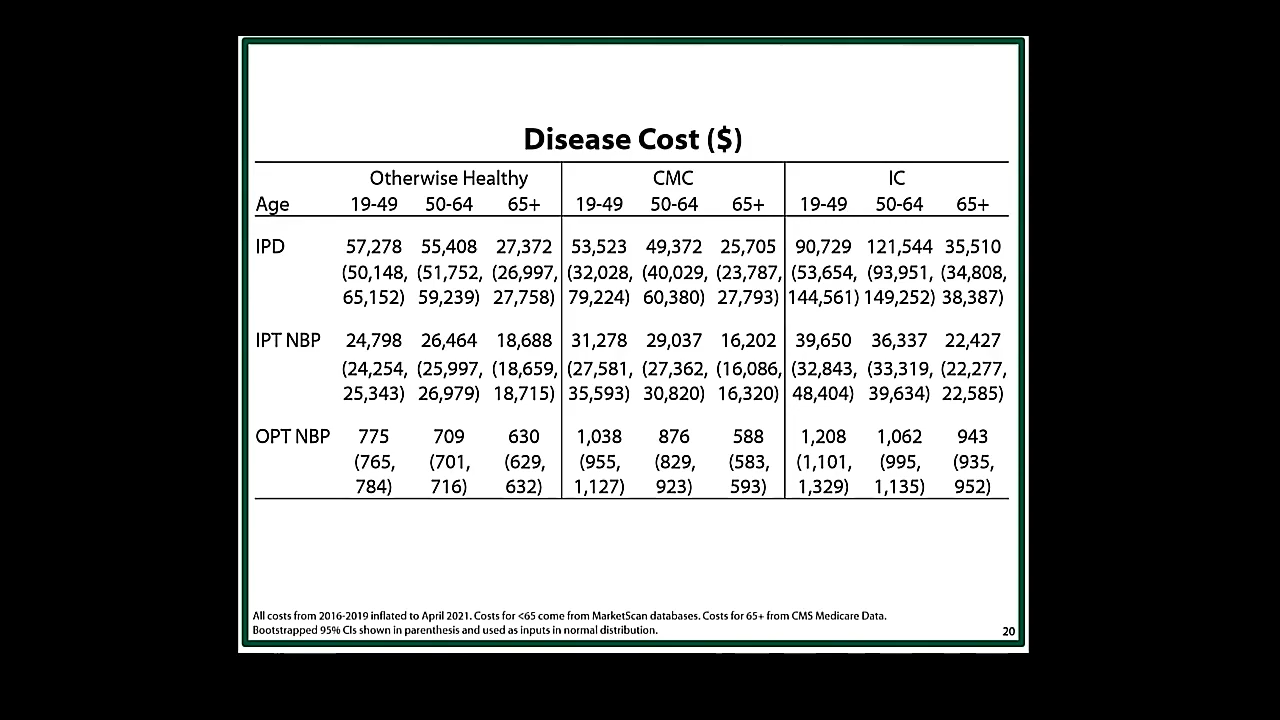 Disease Cost ($)
Otherwise Healthy CMC IC
Age 19-49 50-64 65+ 19-49 50-64 65+ 19-49 50-64 65+
IPD 57,278 55,408 27,372 53,523 49,372 25,705 90,729 121,544 35,510
(50,148, (51,752, (26,997, (32,028, (40,029, (23,787, (53,654, (93,951, (34,808,
65,152) 59,239) 27,758) 79,224) 60,380) 27,793) 144,561) 149,252) 38,387)
IPT NBP 24,798 26,464 18,688 31,278 29,037 16,202 39,650 36,337 22,427
(24,254, (25,997, (18,659, (27,581, (27,362, (16,086, (32,843, (33,319, (22,277,
25,343) 26,979) 18,715) 35,593) 30,820) 16,320) 48,404) 39,634) 22,585)
OPT NBP 775 709 630 1,038 876 588 1,208 1,062 943
(765, (701, (629, (955, (829, (583, (1,101, (995, (935,
784) 716) 632) 1,127) 923) 593) 1,329) 1,135) 952)
All costs from 2016-2019 inflated to April 2021. Costs for <65 come from MarketScan databases. Costs for 65+ from CMS Medicare Data.
Bootstrapped 95% CIs shown in parenthesis and used as inputs in normal distribution.
20